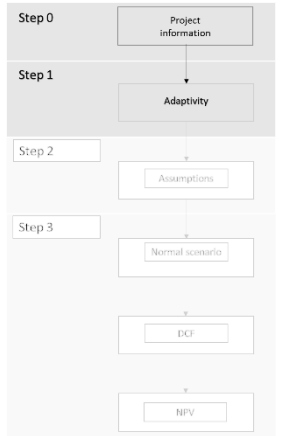 Step 0
Project
information
Step 1
Adaptivity
Step 2
Assumptions
Step 3
Normal scenario
DCF
NPV